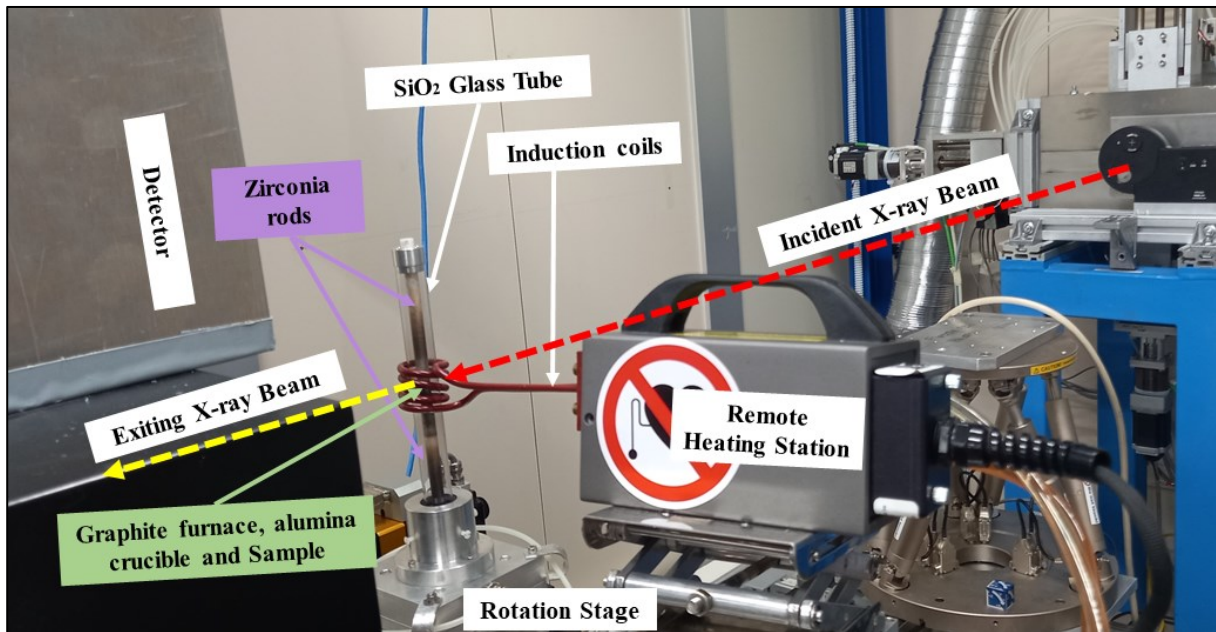 SiO₂ Glass Tube
Induction coils
Detector
Zirconia
rods
Incident X-ray Beam
Exiting X-ray Beam
Remote
Heating Station
Graphite furnace, alumina
crucible and Sample
Rotation Stage
CAUTION